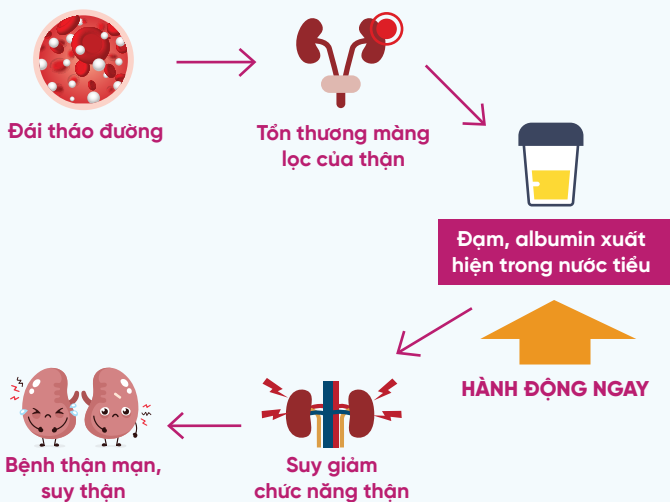 Đái tháo đường
Tổn thương màng
lọc của thận
Đạm, albumin xuất
hiện trong nước tiểu
HÀNH ĐỘNG NGAY
Suy giảm
chức năng thận
Bệnh thận mạn,
suy thận